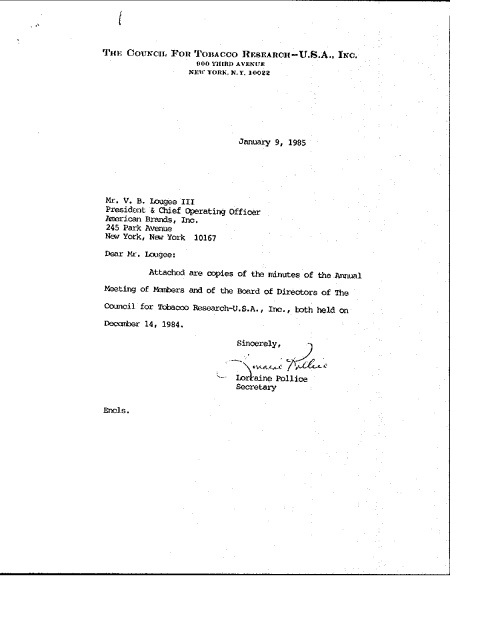 THE COUNCIL FOR TOBACCO RESEARCH-U.S.A., INC.
900 THIRD AVENUE
NEW YORK, N.Y. 10022
January 9, 1985
Mr. V. B. Lougee III
President & Chief Operating Officer
American Brands, Inc.
245 Park Avenue
New York, New York 10167
Dear Mr. Lougee:
Attached are copies of the minutes of the Annual
Meeting of Members and of the Board of Directors of The
Council for Tobacco Research-U.S.A., Inc., both held on
December 14, 1984.
Sincerely,
Lorraine Pollice
Lorraine Pollice
Secretary
Encls.